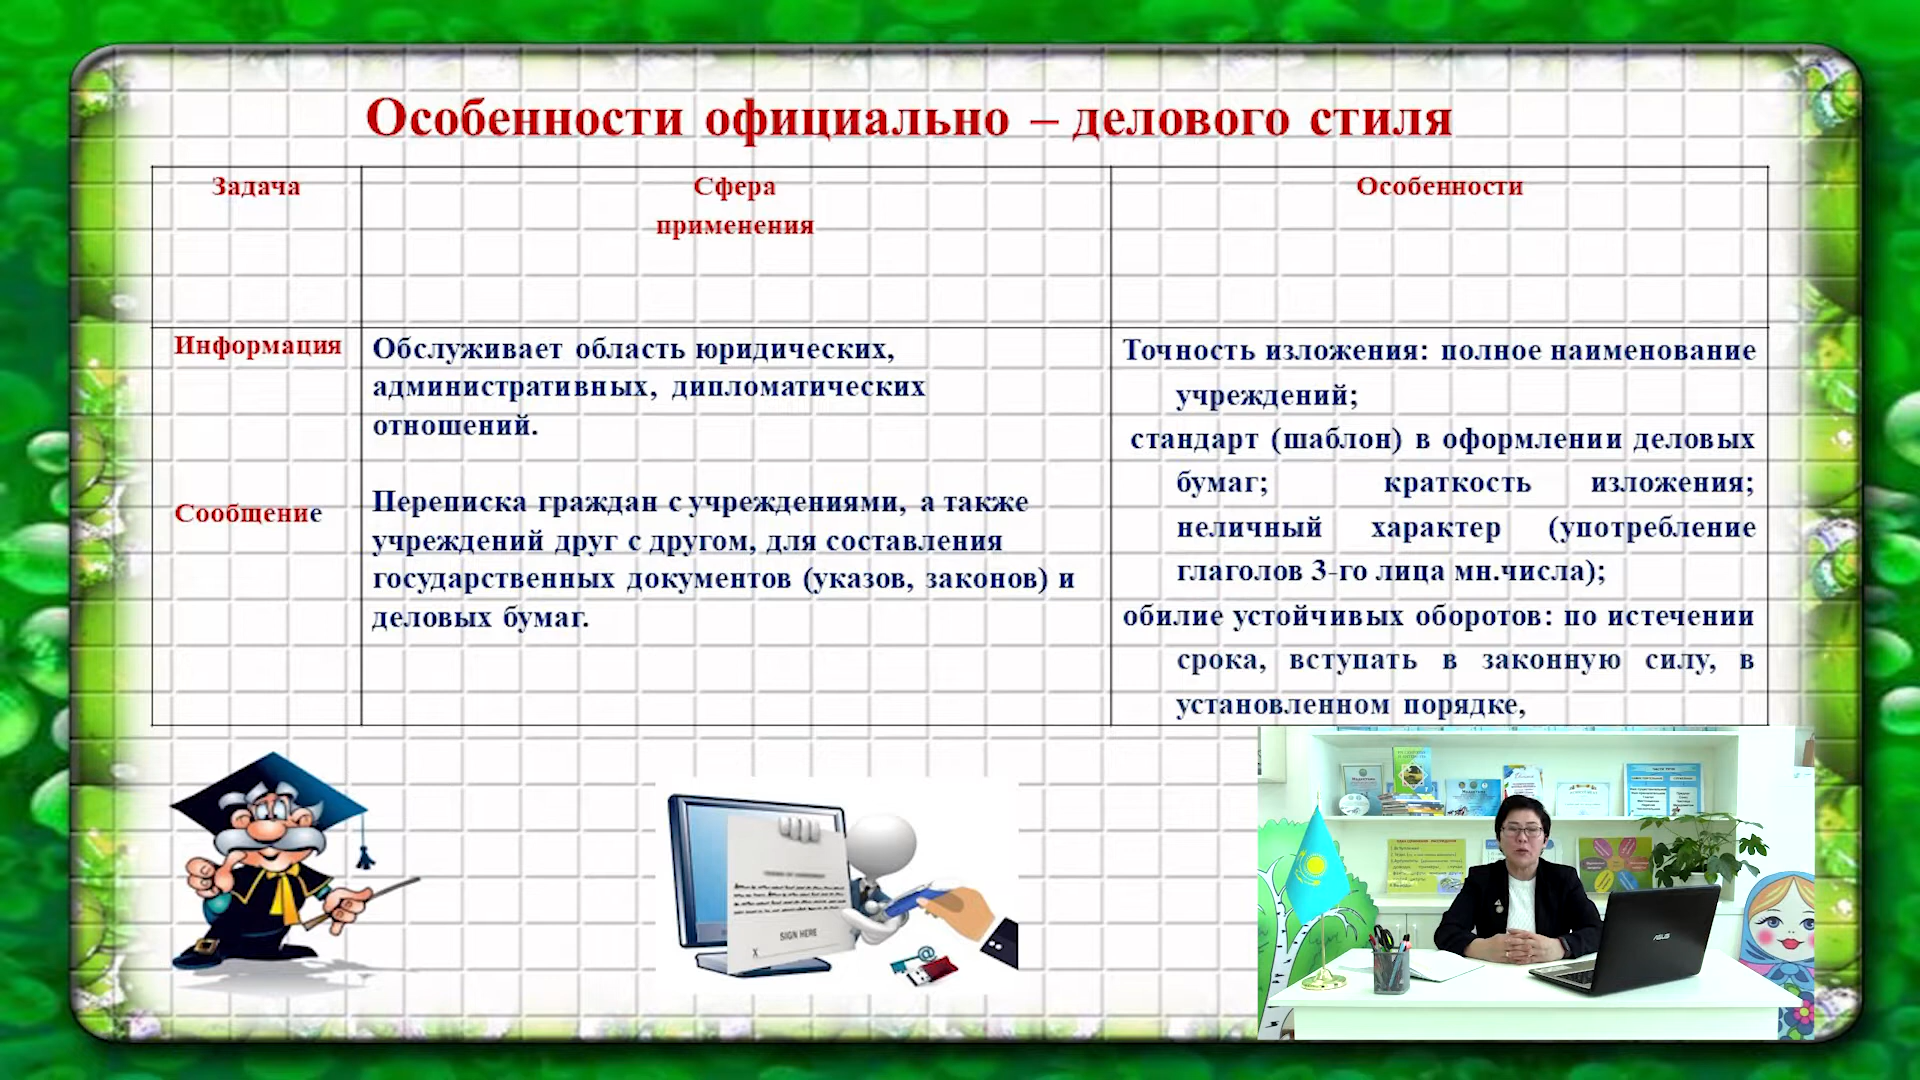 Особенности официально – делового стиля
Задача
Сфера
применения
Особенности
Информация
Сообщение
Обслуживает область юридических,
административных, дипломатических
отношений.
Переписка граждан с учреждениями, а также
учреждений друг с другом, для составления
государственных документов (указов, законов) и
деловых бумаг.
Точность изложения: полное наименование
учреждений;
стандарт (шаблон) в оформлении деловых
бумаг; краткость изложения;
неличный характер (употребление
глаголов 3-го лица мн.числа);
обилие устойчивых оборотов: по истечении
срока, вступать в законную силу, в
установленном порядке,
SIGN HERE
X
ASUS